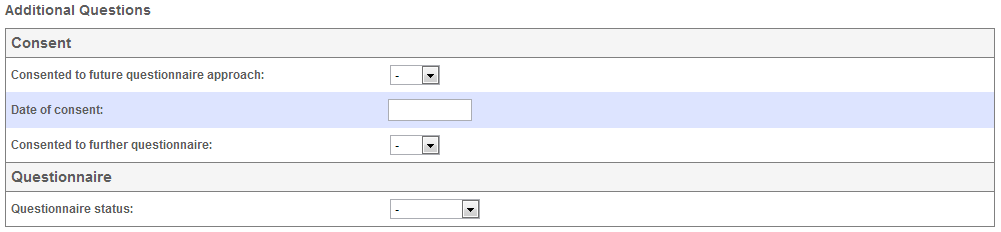 Additional Questions
Consent
Consented to future questionnaire approach: -
Date of consent:
Consented to further questionnaire: -
Questionnaire
Questionnaire status: -